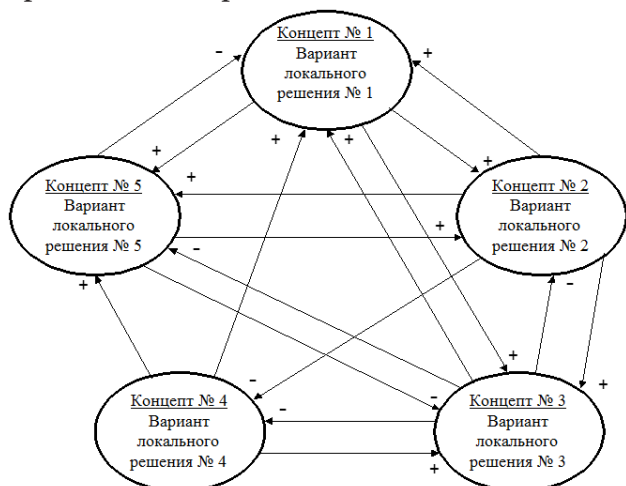 Концепт № 1
Вариант
локального
решения № 1
-
+
+
+
+
+
Концепт № 5
Вариант
локального
решения № 5
+
-
+
Концепт № 2
Вариант
локального
решения № 2
+
-
+
+
-
-
-
+
Концепт № 4
Вариант
локального
решения № 4
+
Концепт № 3
Вариант
локального
решения № 3